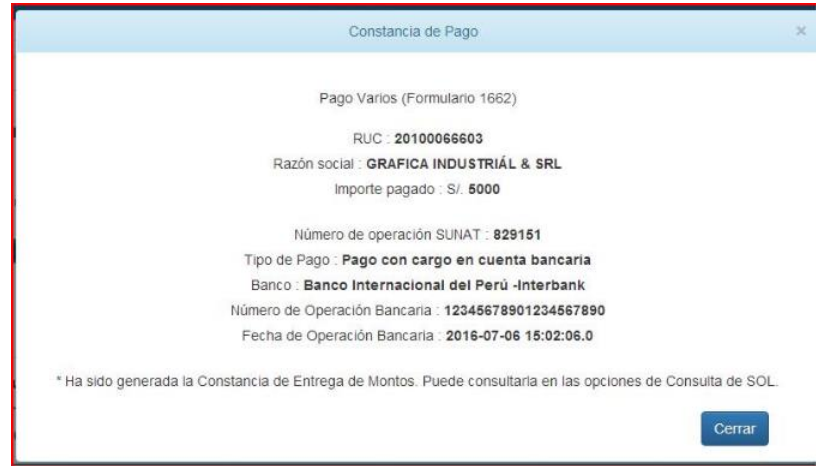 Constancia de Pago ×
Pago Varios (Formulario 1662)
RUC : 20100066603
Razón social : GRAFICA INDUSTRIÁL & SRL
Importe pagado : S/. 5000
Número de operación SUNAT : 829151
Tipo de Pago : Pago con cargo en cuenta bancaria
Banco : Banco Internacional del Perú -Interbank
Número de Operación Bancaria : 12345678901234567890
Fecha de Operación Bancaria : 2016-07-06 15:02:06.0
* Ha sido generada la Constancia de Entrega de Montos. Puede consultarla en las opciones de Consulta de SOL.
Cerrar